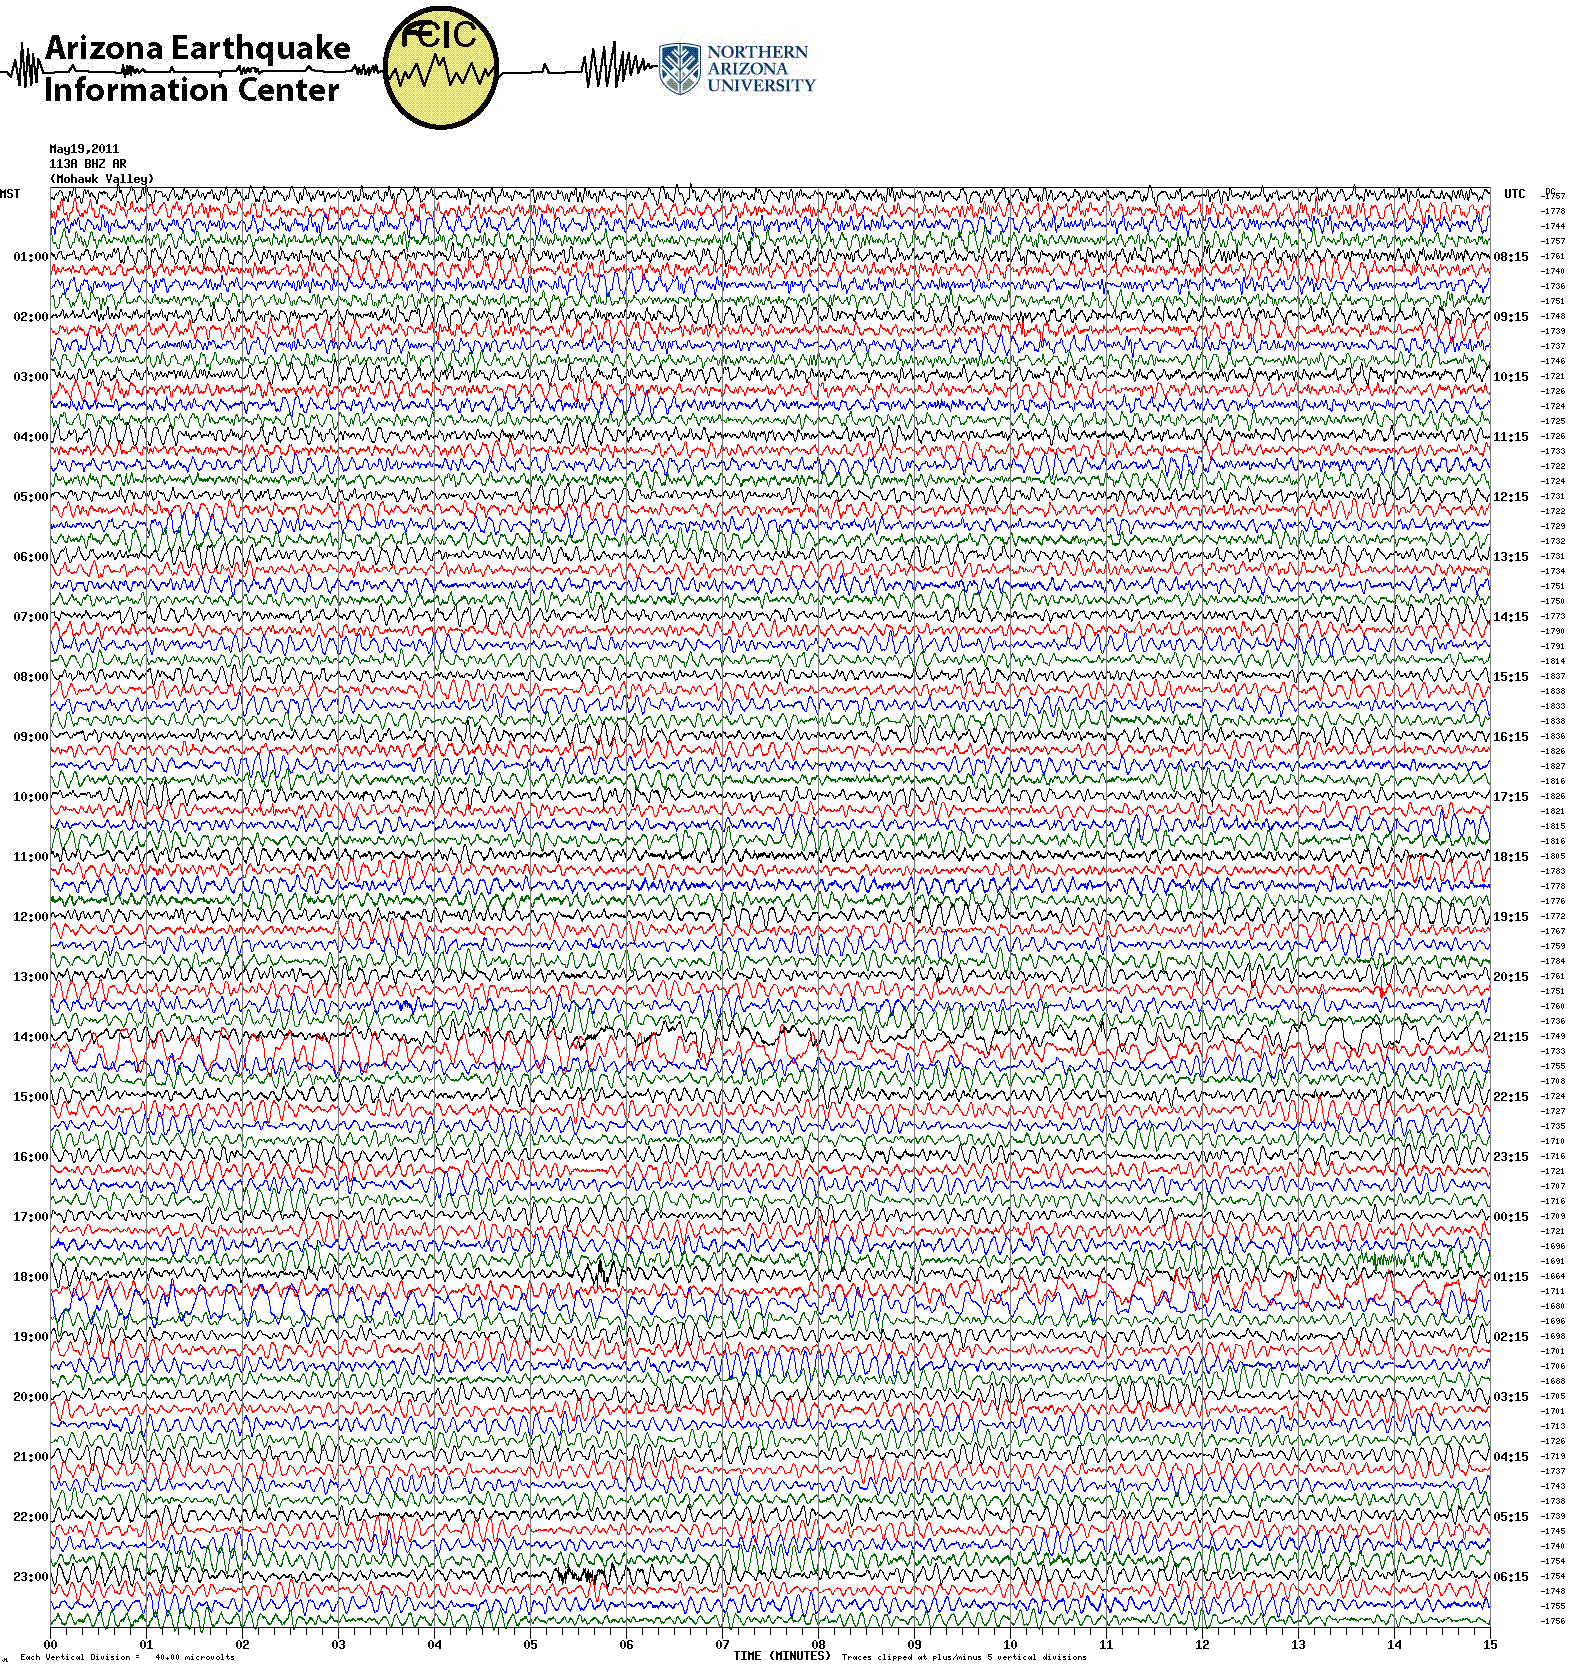 Arizona Earthquake
Information Center
ÆEIC
NORTHERN
ARIZONA
UNIVERSITY
May19,2011
113A BHZ AR
(Mohawk Valley)
MST UTC DC
-1757
-1778
-1744
-1757
01:00 08:15 -1761
-1740
-1736
-1751
02:00 09:15 -1748
-1739
-1737
-1746
03:00 10:15 -1721
-1726
-1724
-1725
04:00 11:15 -1726
-1733
-1722
-1724
05:00 12:15 -1731
-1722
-1729
-1732
06:00 13:15 -1731
-1734
-1751
-1750
07:00 14:15 -1773
-1790
-1791
-1814
08:00 15:15 -1837
-1838
-1833
-1838
09:00 16:15 -1836
-1826
-1827
-1816
10:00 17:15 -1826
-1821
-1815
-1816
11:00 18:15 -1805
-1783
-1778
-1776
12:00 19:15 -1772
-1767
-1759
-1784
13:00 20:15 -1761
-1751
-1760
-1736
14:00 21:15 -1749
-1733
-1755
-1708
15:00 22:15 -1724
-1727
-1735
-1710
16:00 23:15 -1716
-1721
-1707
-1716
17:00 00:15 -1709
-1721
-1696
-1691
18:00 01:15 -1664
-1711
-1680
-1696
19:00 02:15 -1698
-1701
-1706
-1688
20:00 03:15 -1705
-1701
-1713
-1726
21:00 04:15 -1719
-1737
-1743
-1738
22:00 05:15 -1739
-1745
-1740
-1754
23:00 06:15 -1754
-1748
-1755
-1756
00 01 02 03 04 05 06 07 08 09 10 11 12 13 14 15
TIME (MINUTES)
Each Vertical Division = 40.00 microvolts
Traces clipped at plus/minus 5 vertical divisions